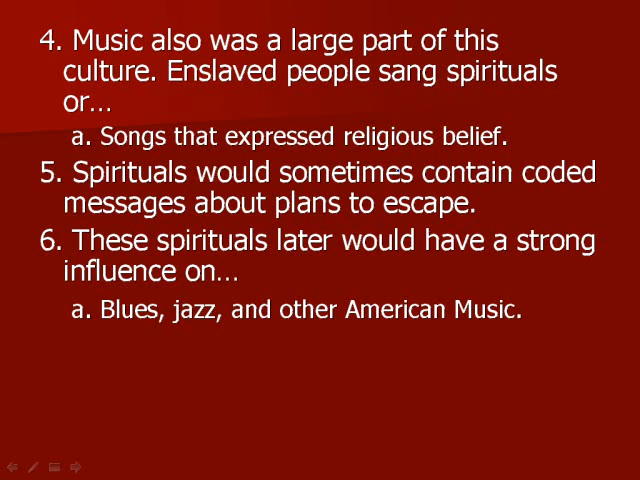 4. Music also was a large part of this
culture. Enslaved people sang spirituals
or…
a. Songs that expressed religious belief.
5. Spirituals would sometimes contain coded
messages about plans to escape.
6. These spirituals later would have a strong
influence on…
a. Blues, jazz, and other American Music.